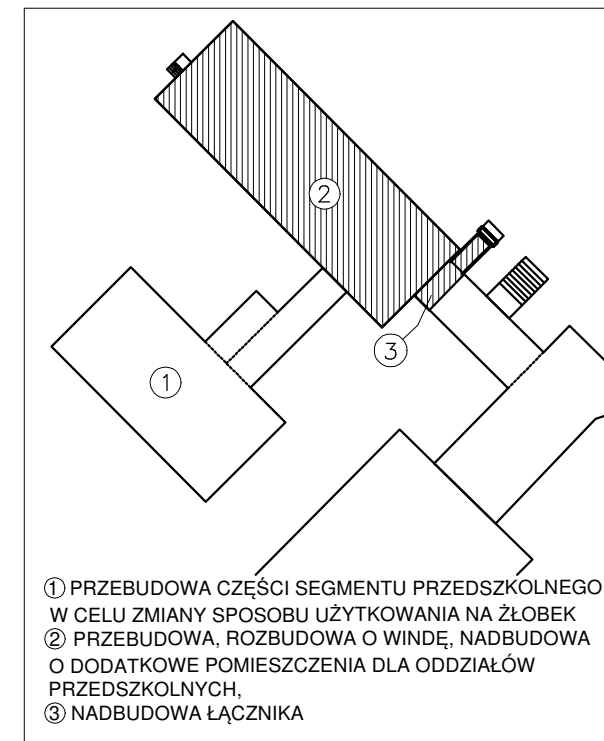 ②
③
①
① PRZEBUDOWA CZĘŚCI SEGMENTU PRZEDSZKOLNEGO
W CELU ZMIANY SPOSOBU UŻYTKOWANIA NA ŻŁOBEK
② PRZEBUDOWA, ROZBUDOWA O WINDĘ, NADBUDOWA
O DODATKOWE POMIESZCZENIA DLA ODDZIAŁÓW
PRZEDSZKOLNYCH,
③ NADBUDOWA ŁĄCZNIKA